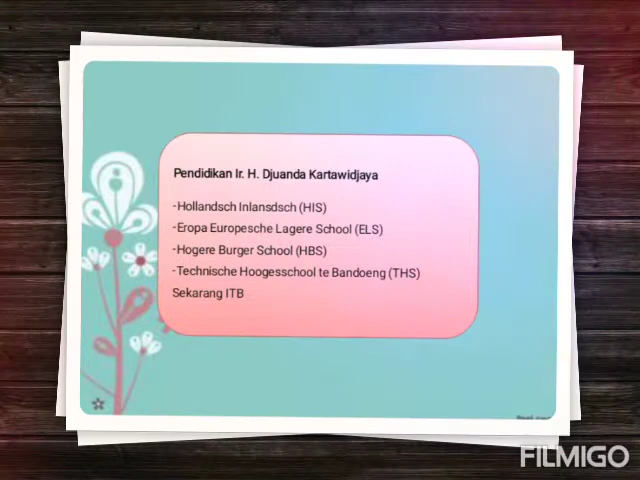 Pendidikan Ir. H. Djuanda Kartawidjaya
-Hollandsch Inlansdsch (HIS)
-Eropa Europesche Lagere School (ELS)
-Hogere Burger School (HBS)
-Technische Hoogesschool te Bandoeng (THS)
Sekarang ITB
FILMIGO